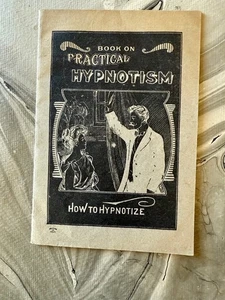 BOOK ON
PRACTICAL
HYPNOTISM
HOW TO HYPNOTIZE